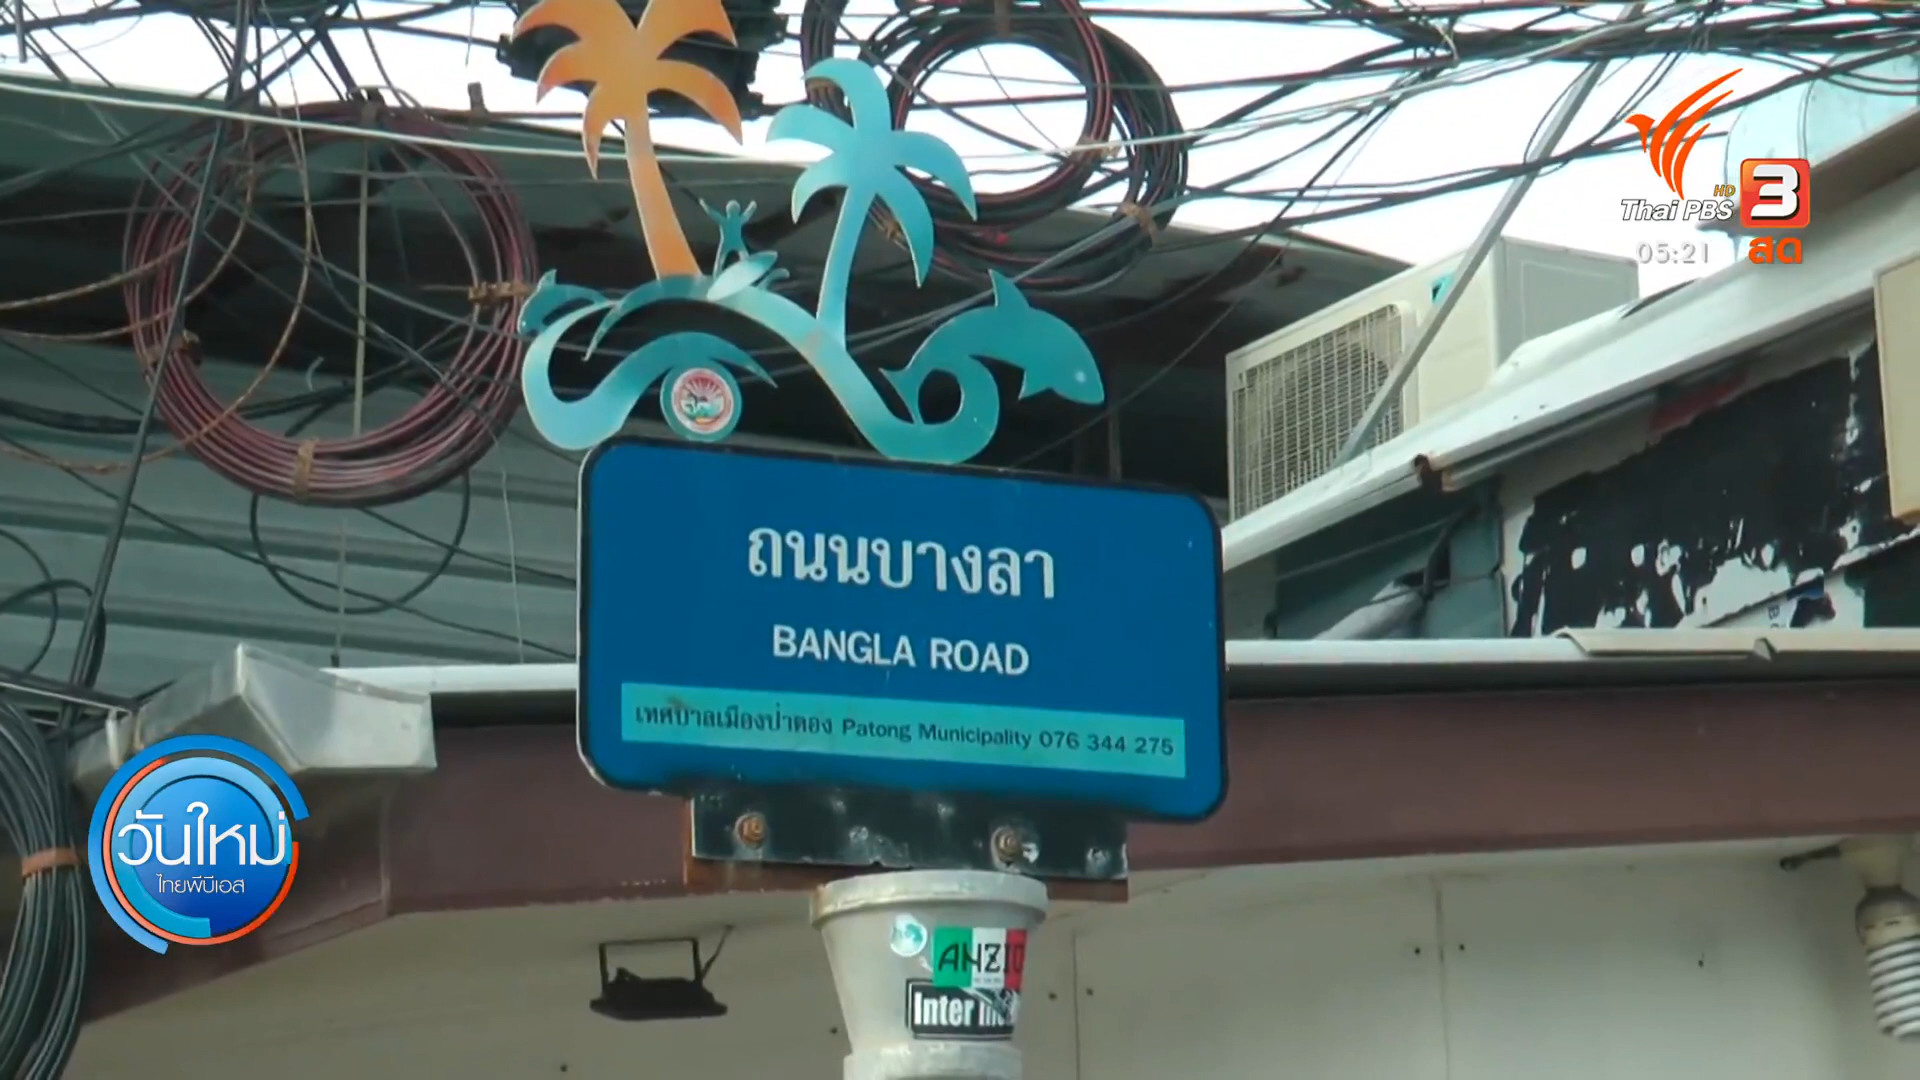 Thai PBS HD 3
05:21 สด
ถนนบางลา
BANGLA ROAD
เทศบาลเมืองป่าตอง Patong Municipality 076 344 275
วันใหม่
ไทยพีบีเอส
ANZIO
Inter